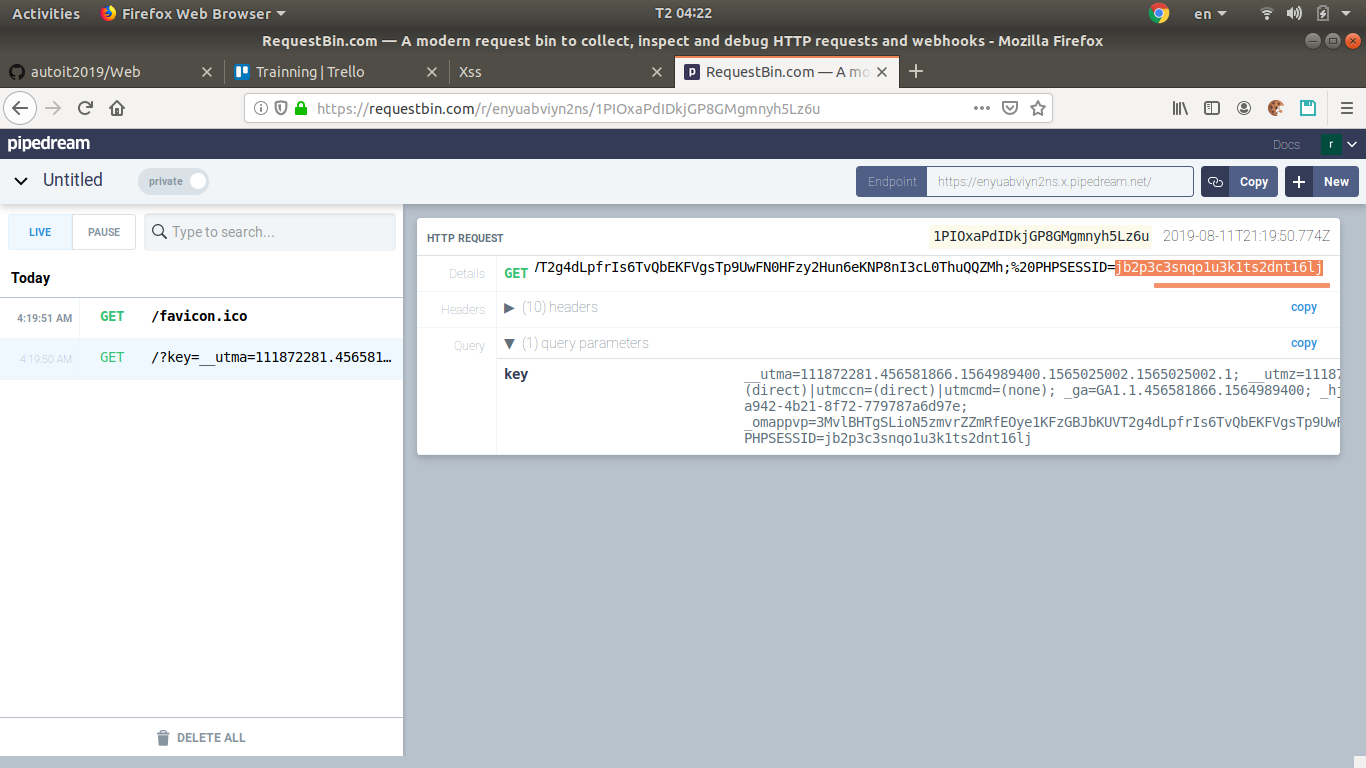 Activities Firefox Web Browser T2 04:22 en
RequestBin.com — A modern request bin to collect, inspect and debug HTTP requests and webhooks - Mozilla Firefox
autoit2019/Web Trainning | Trello Xss RequestBin.com — A mo
https://requestbin.com/r/enyuabviyn2ns/1PIOxaPdIDkjGP8GMgmnyh5Lz6u
pipedream Docs r
Untitled private Endpoint https://enyuabviyn2ns.x.pipedream.net/ Copy New
LIVE PAUSE Type to search...
HTTP REQUEST 1PIOxaPdIDkjGP8GMgmnyh5Lz6u 2019-08-11T21:19:50.774Z
Today
Details GET /T2g4dLpfrIs6TvQbEKFVgsTp9UwFN0HFzy2Hun6eKNP8nI3cL0ThuQQZMh;%20PHPSESSID=jb2p3c3snqo1u3k1ts2dnt16lj
4:19:51 AM GET /favicon.ico
Headers (10) headers copy
4:19:50 AM GET /?key=__utma=111872281.456581...
Query (1) query parameters copy
key __utma=111872281.456581866.1564989400.1565025002.1565025002.1; __utmz=11187
(direct)|utmccn=(direct)|utmcmd=(none); _ga=GA1.1.456581866.1564989400; _hj
a942-4b21-8f72-779787a6d97e;
_omappvp=3MvlBHTgSLioN5zmvrZZmRfEOye1KFzGBJbKUVT2g4dLpfrIs6TvQbEKFVgsTp9UwF
PHPSESSID=jb2p3c3snqo1u3k1ts2dnt16lj
DELETE ALL